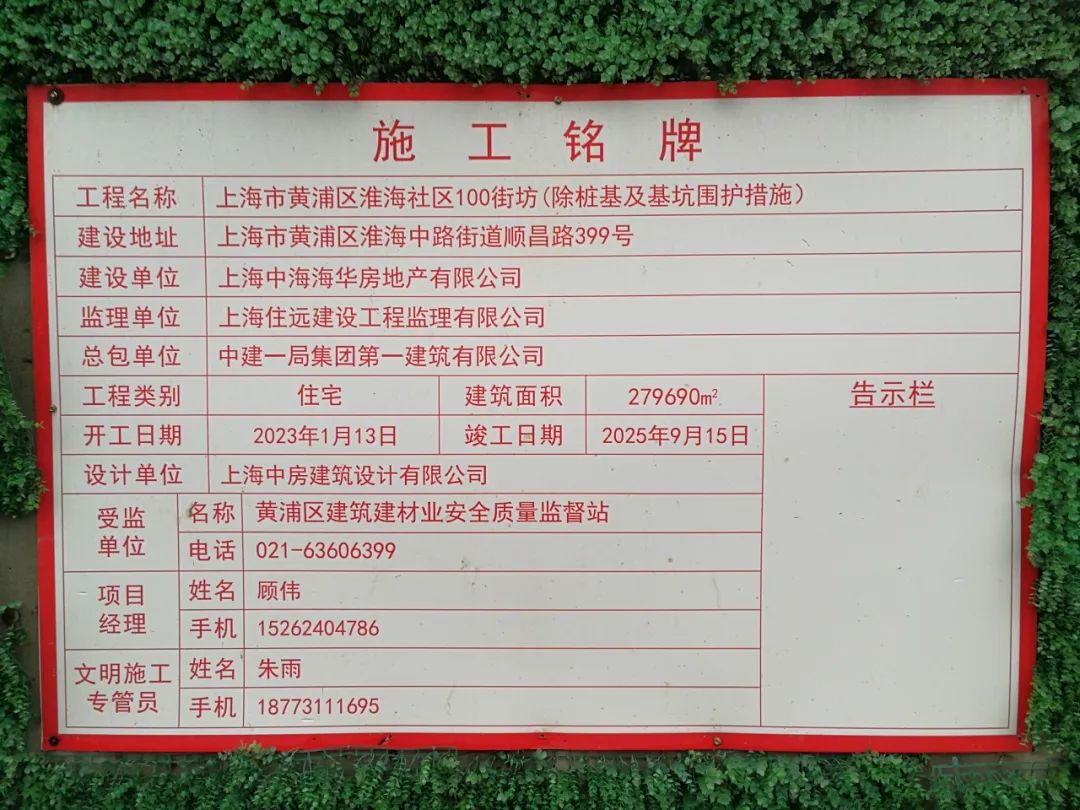 施工铭牌
工程名称 上海市黄浦区淮海社区100街坊(除桩基及基坑围护措施)
建设地址 上海市黄浦区淮海中路街道顺昌路399号
建设单位 上海中海海华房地产有限公司
监理单位 上海住远建设工程监理有限公司
总包单位 中建一局集团第一建筑有限公司
工程类别 住宅 建筑面积 279690m²
告示栏
开工日期 2023年1月13日 竣工日期 2025年9月15日
设计单位 上海中房建筑设计有限公司
受监
单位
名称 黄浦区建筑建材业安全质量监督站
电话 021-63606399
项目
经理
姓名 顾伟
手机 15262404786
文明施工
专管员
姓名 朱雨
手机 18773111695